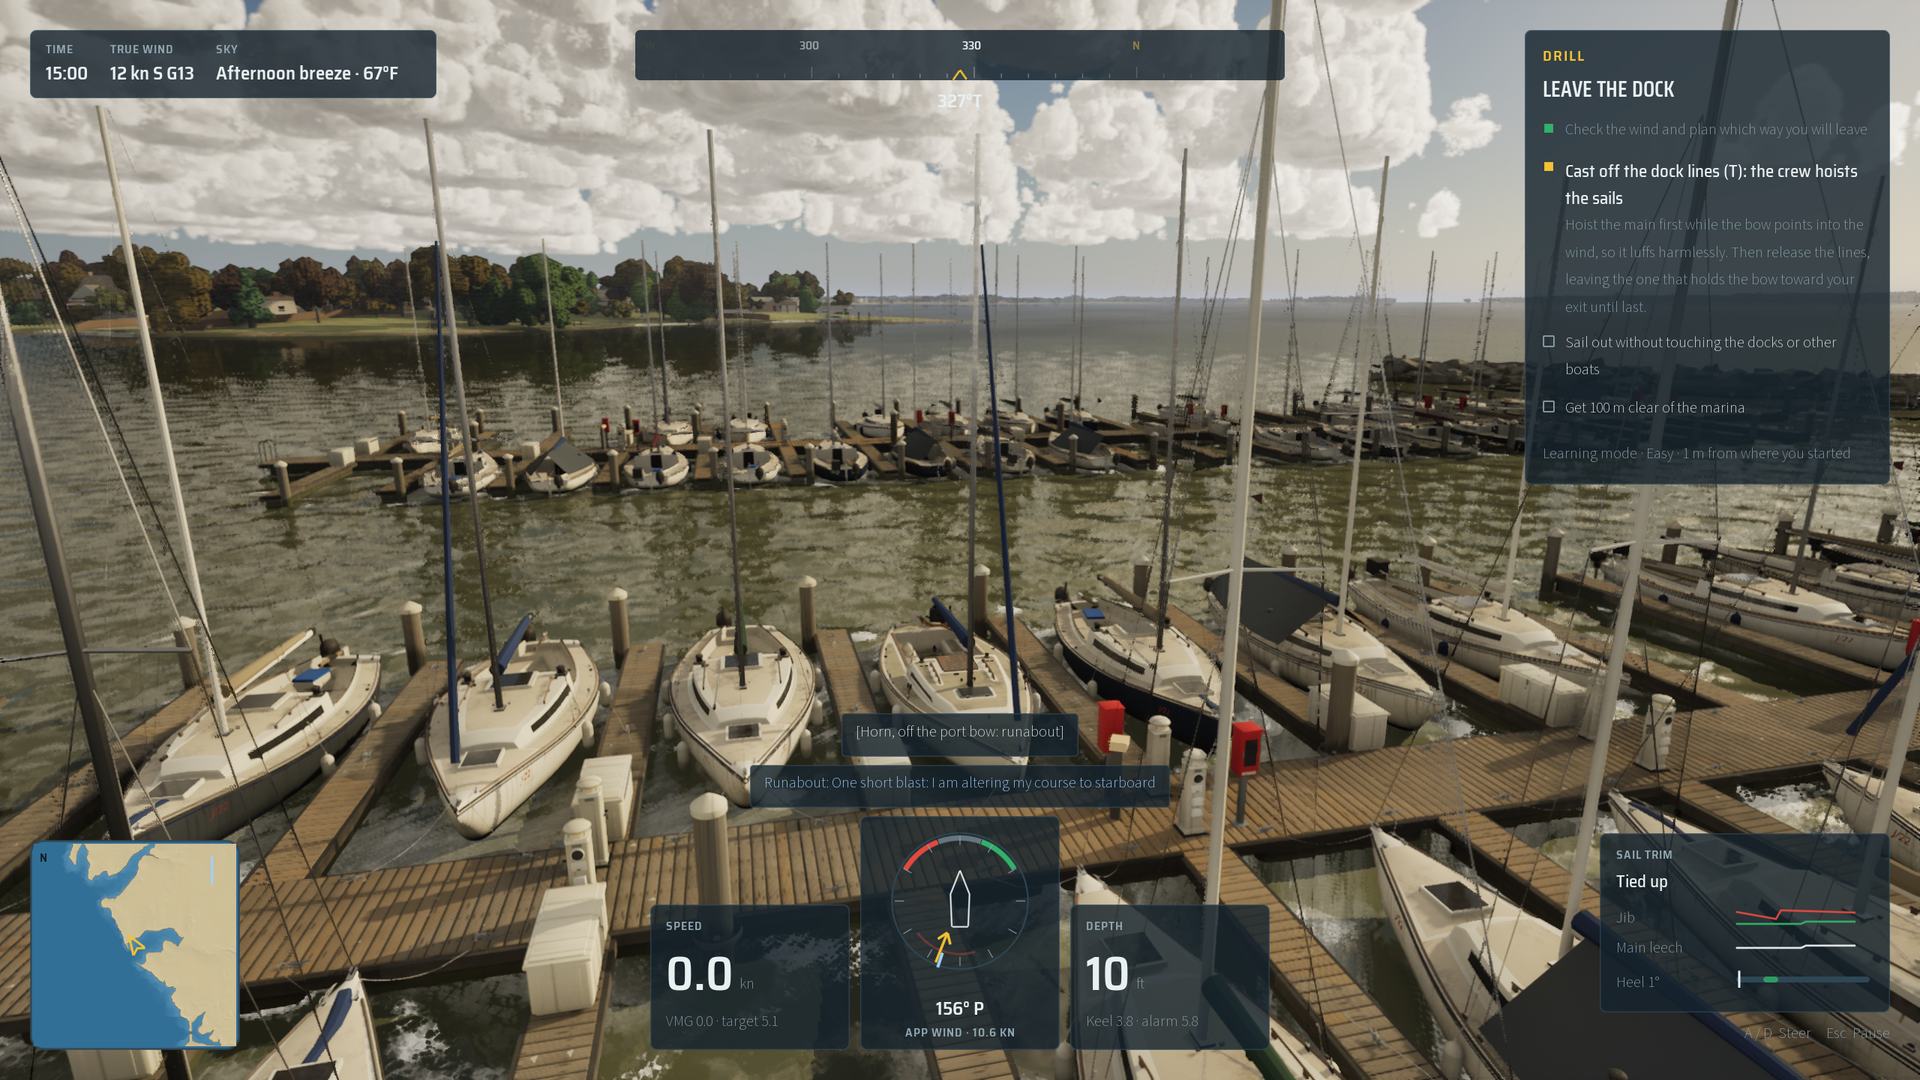 TIME
TRUE WIND
SKY
15:00
12 kn S G13
Afternoon breeze · 67°F
300
330
N
327°T
DRILL
LEAVE THE DOCK
Check the wind and plan which way you will leave
Cast off the dock lines (T): the crew hoists
the sails
Hoist the main first while the bow points into the
wind, so it luffs harmlessly. Then release the lines,
leaving the one that holds the bow toward your
exit until last.
Sail out without touching the docks or other
boats
Get 100 m clear of the marina
Learning mode · Easy · 1 m from where you started
[Horn, off the port bow: runabout]
Runabout: One short blast: I am altering my course to starboard
N
SPEED
0.0 kn
VMG 0.0 · target 5.1
156° P
APP WIND · 10.6 KN
DEPTH
10 ft
Keel 3.8 · alarm 5.8
SAIL TRIM
Tied up
Jib
Main leech
Heel 1°
A / D Steer Esc Pause